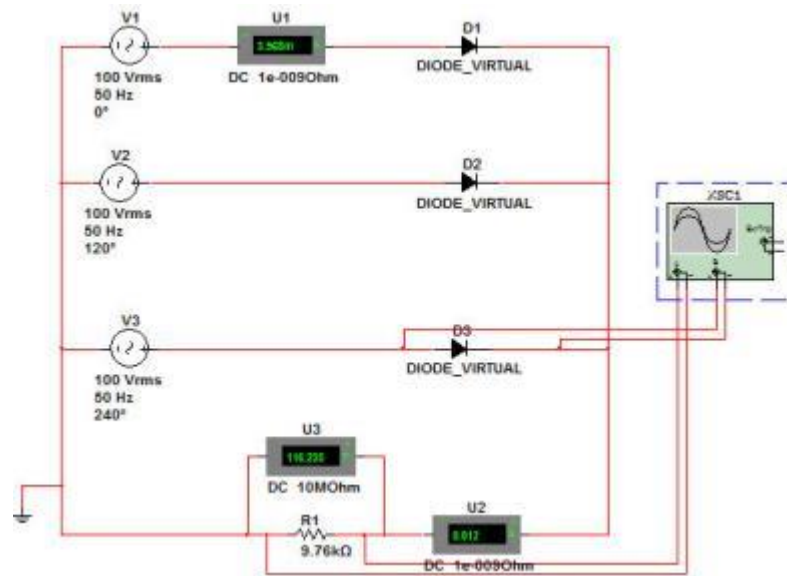 V1
U1
D1
3.968m
DIODE_VIRTUAL
100 Vrms
50 Hz
0°
DC 1e-009Ohm
V2
D2
100 Vrms
50 Hz
120°
DIODE_VIRTUAL
XSC1
V3
D3
100 Vrms
50 Hz
240°
DIODE_VIRTUAL
U3
DC 10MOhm
U2
R1
0.012
9.76kΩ
DC 1e-009Ohm